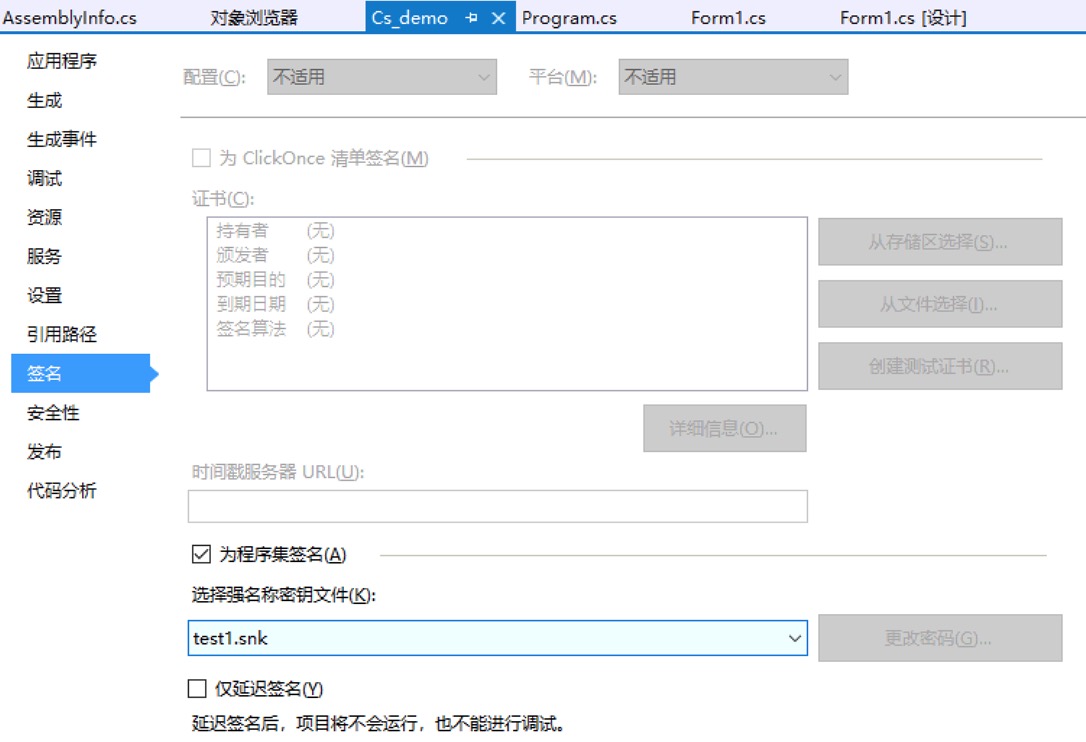 AssemblyInfo.cs 对象浏览器 Cs_demo Program.cs Form1.cs Form1.cs [设计]
应用程序
生成
生成事件
调试
资源
服务
设置
引用路径
签名
安全性
发布
代码分析
配置(C): 不适用 平台(M): 不适用
为 ClickOnce 清单签名(M)
证书(C):
持有者 (无)
颁发者 (无)
预期目的 (无)
到期日期 (无)
签名算法 (无)
从存储区选择(S)...
从文件选择(I)...
创建测试证书(R)...
详细信息(O)...
时间戳服务器 URL(U):
为程序集签名(A)
选择强名称密钥文件(K):
test1.snk
更改密码(G)...
仅延迟签名(Y)
延迟签名后，项目将不会运行，也不能进行调试。